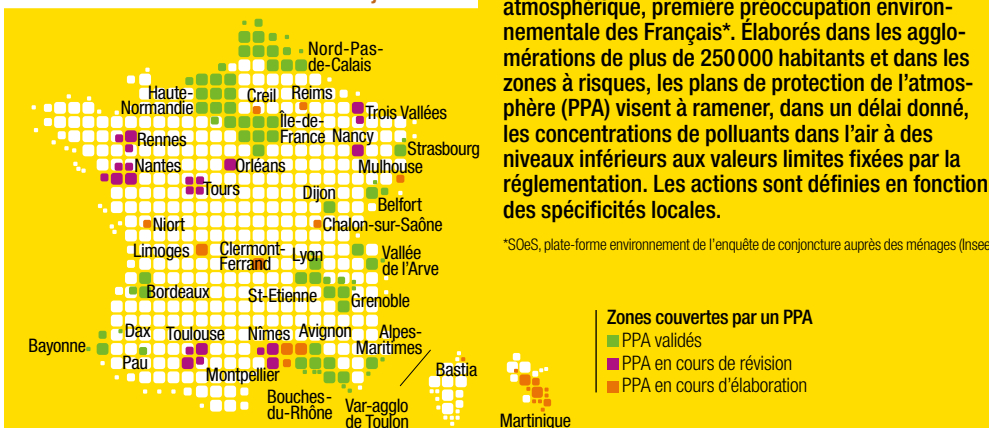 atmosphérique, première préoccupation environ-
nementale des Français*. Élaborés dans les agglo-
mérations de plus de 250 000 habitants et dans les
zones à risques, les plans de protection de l'atmos-
phère (PPA) visent à ramener, dans un délai donné,
les concentrations de polluants dans l'air à des
niveaux inférieurs aux valeurs limites fixées par la
réglementation. Les actions sont définies en fonction
des spécificités locales.
*SOeS, plate-forme environnement de l'enquête de conjoncture auprès des ménages (Insee
Nord-Pas-
de-Calais
Haute-
Normandie
Creil
Reims
Trois Vallées
Île-de-
France
Nancy
Rennes
Strasbourg
Nantes
Orléans
Mulhouse
Tours
Dijon
Belfort
Niort
Chalon-sur-Saône
Limoges
Clermont-
Ferrand
Lyon
Vallée
de l'Arve
Bordeaux
St-Etienne
Grenoble
Dax
Toulouse
Nîmes
Avignon
Alpes-
Maritimes
Bayonne
Pau
Montpellier
Bastia
Bouches-
du-Rhône
Var-agglo
de Toulon
Martinique
Zones couvertes par un PPA
PPA validés
PPA en cours de révision
PPA en cours d'élaboration